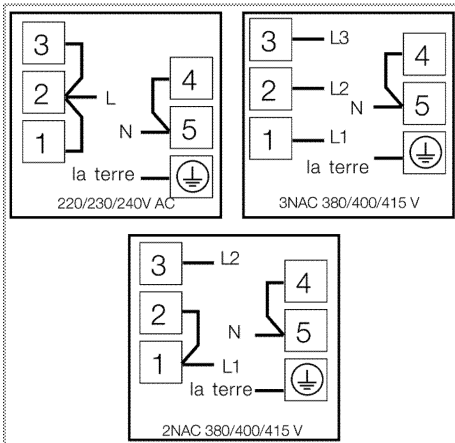 3
2
1
L
4
5
N
la terre
220/230/240V AC
3
2
1
L3
L2
L1
4
5
N
la terre
3NAC 380/400/415 V
3
2
1
L2
L1
4
5
N
la terre
2NAC 380/400/415 V